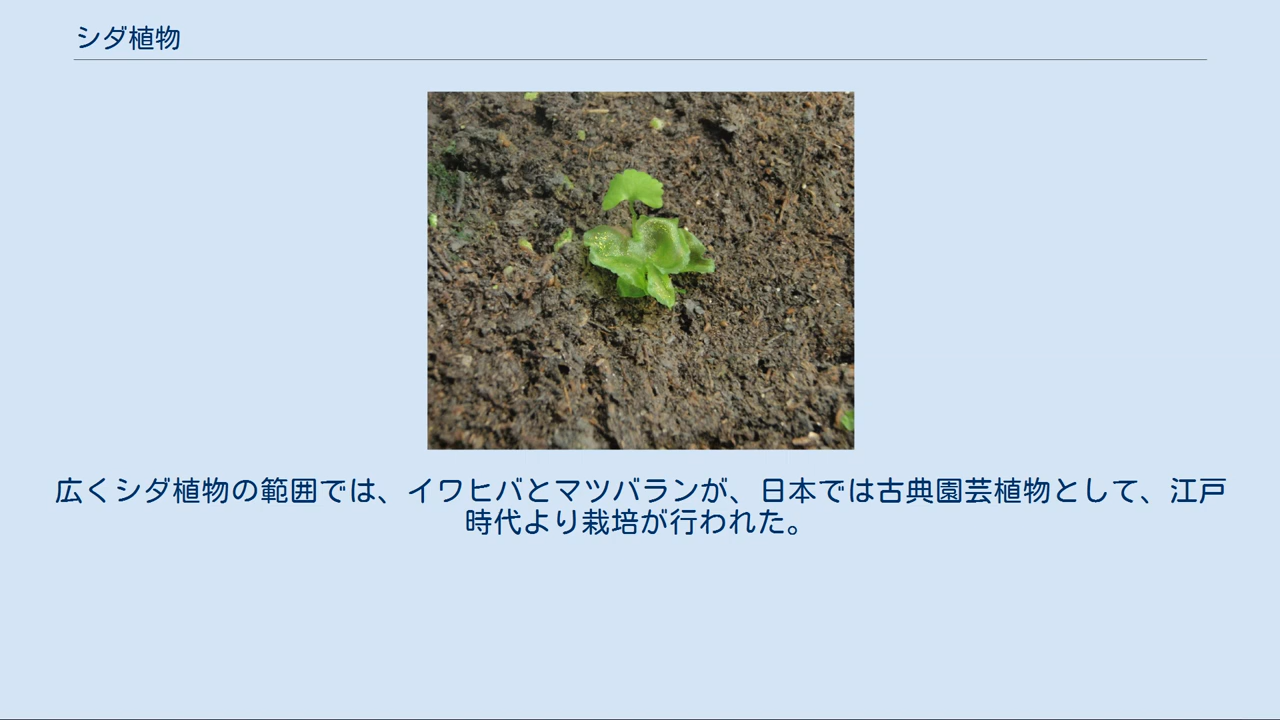 シダ植物
広くシダ植物の範囲では、イワヒバとマツバランが、日本では古典園芸植物として、江戸
時代より栽培が行われた。